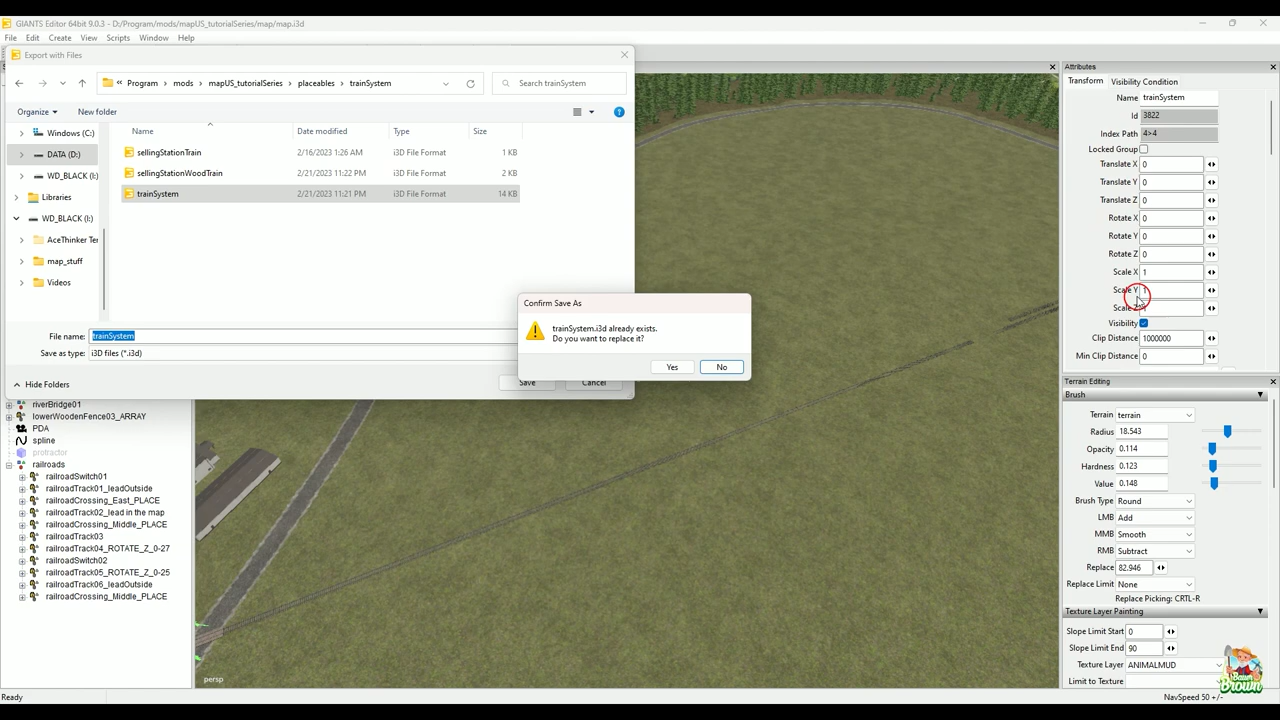 GIANTS Editor 64bit 9.0.3 - D:/Program/mods/mapUS_tutorialSeries/map/map.i3d
File Edit Create View Scripts Window Help
Export with Files
« Program > mods > mapUS_tutorialSeries > placeables > trainSystem
Search trainSystem
Organize New folder
Name Date modified Type Size
Windows (C:)
DATA (D:)
WD_BLACK (I:)
Libraries
WD_BLACK (I:)
AceThinker Ter
map_stuff
Videos
sellingStationTrain 2/16/2023 1:26 AM i3D File Format 1 KB
sellingStationWoodTrain 2/21/2023 11:22 PM i3D File Format 2 KB
trainSystem 2/21/2023 11:21 PM i3D File Format 14 KB
File name: trainSystem
Save as type: i3D files (*.i3d)
Hide Folders
Save Cancel
Confirm Save As
trainSystem.i3d already exists.
Do you want to replace it?
Yes No
riverBridge01
lowerWoodenFence03_ARRAY
PDA
spline
protractor
railroads
railroadSwitch01
railroadTrack01_leadOutside
railroadCrossing_East_PLACE
railroadTrack02_lead in the map
railroadCrossing_Middle_PLACE
railroadTrack03
railroadTrack04_ROTATE_Z_0-27
railroadSwitch02
railroadTrack05_ROTATE_Z_0-25
railroadTrack06_leadOutside
railroadCrossing_Middle_PLACE
persp
Ready
Attributes
Transform Visibility Condition
Name trainSystem
Id 3822
Index Path 4>4
Locked Group
Translate X 0
Translate Y 0
Translate Z 0
Rotate X 0
Rotate Y 0
Rotate Z 0
Scale X 1
Scale Y 1
Scale Z 1
Visibility
Clip Distance 1000000
Min Clip Distance 0
Terrain Editing
Brush
Terrain terrain
Radius 18.543
Opacity 0.114
Hardness 0.123
Value 0.148
Brush Type Round
LMB Add
MMB Smooth
RMB Subtract
Replace 82.946
Replace Limit None
Replace Picking: CRTL-R
Texture Layer Painting
Slope Limit Start 0
Slope Limit End 90
Texture Layer ANIMALMUD
Limit to Texture
NavSpeed 50 +/-
Brown